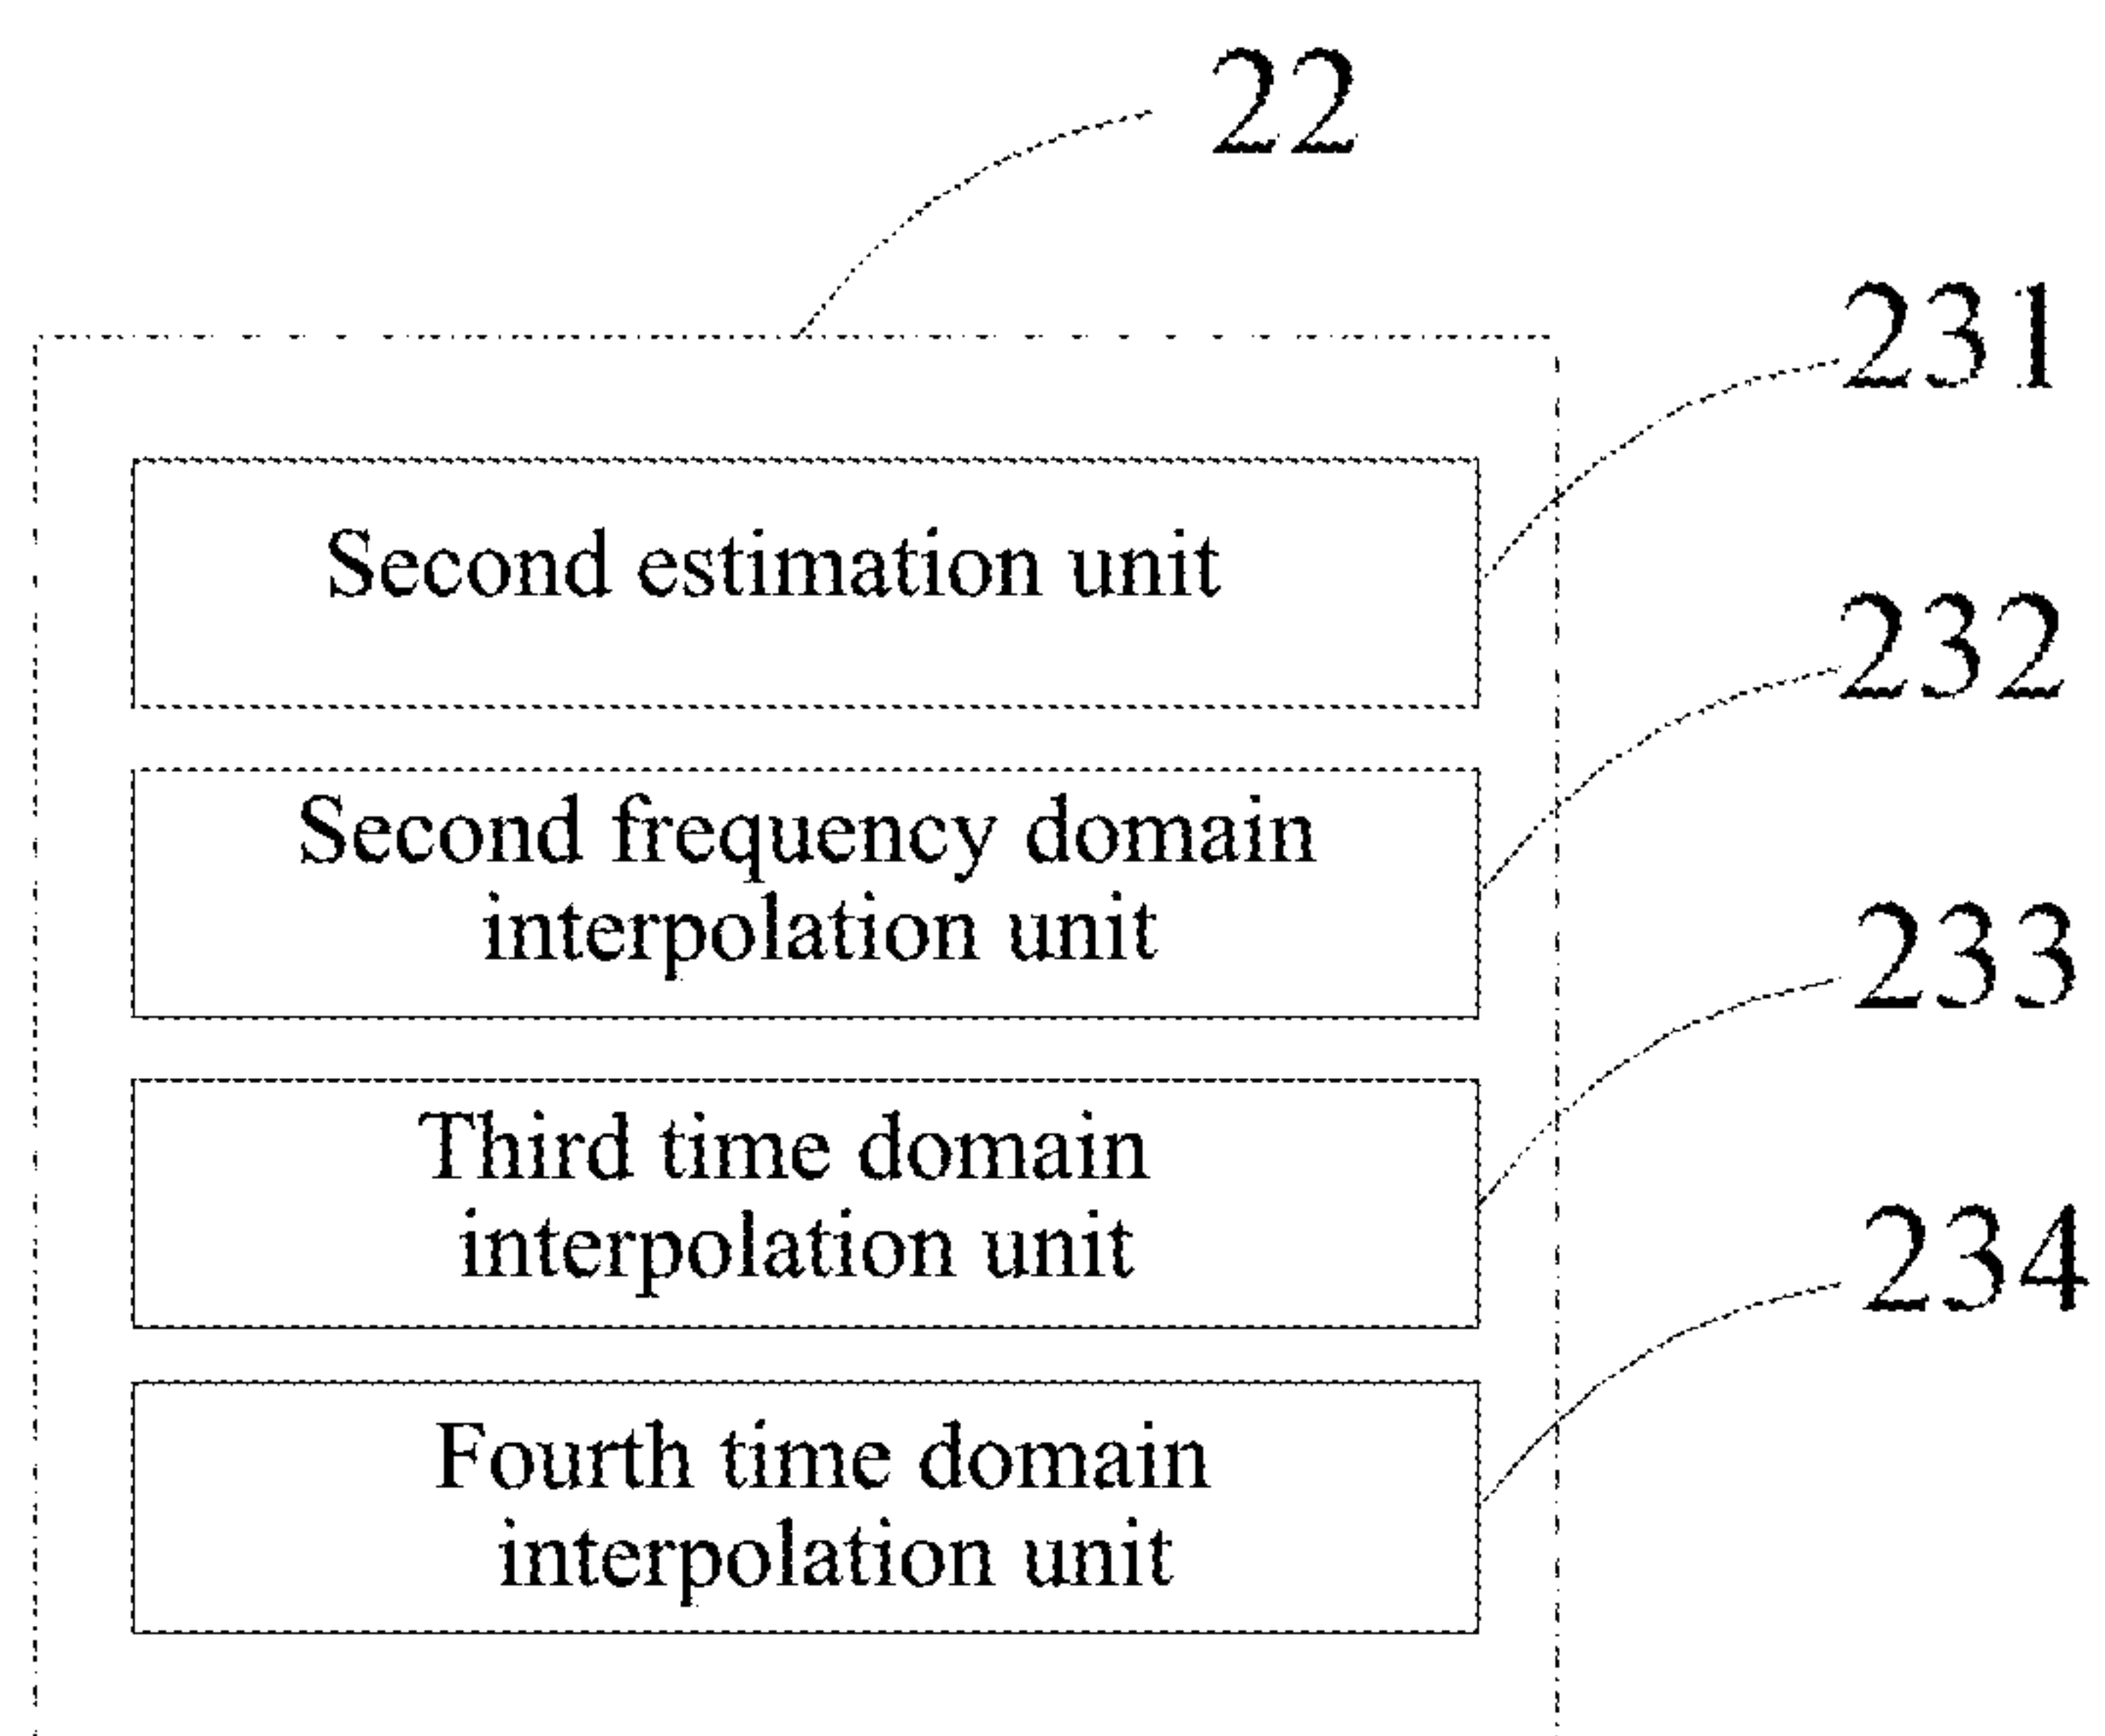 22
231
Second estimation unit
232
Second frequency domain
interpolation unit
233
Third time domain
interpolation unit
234
Fourth time domain
interpolation unit